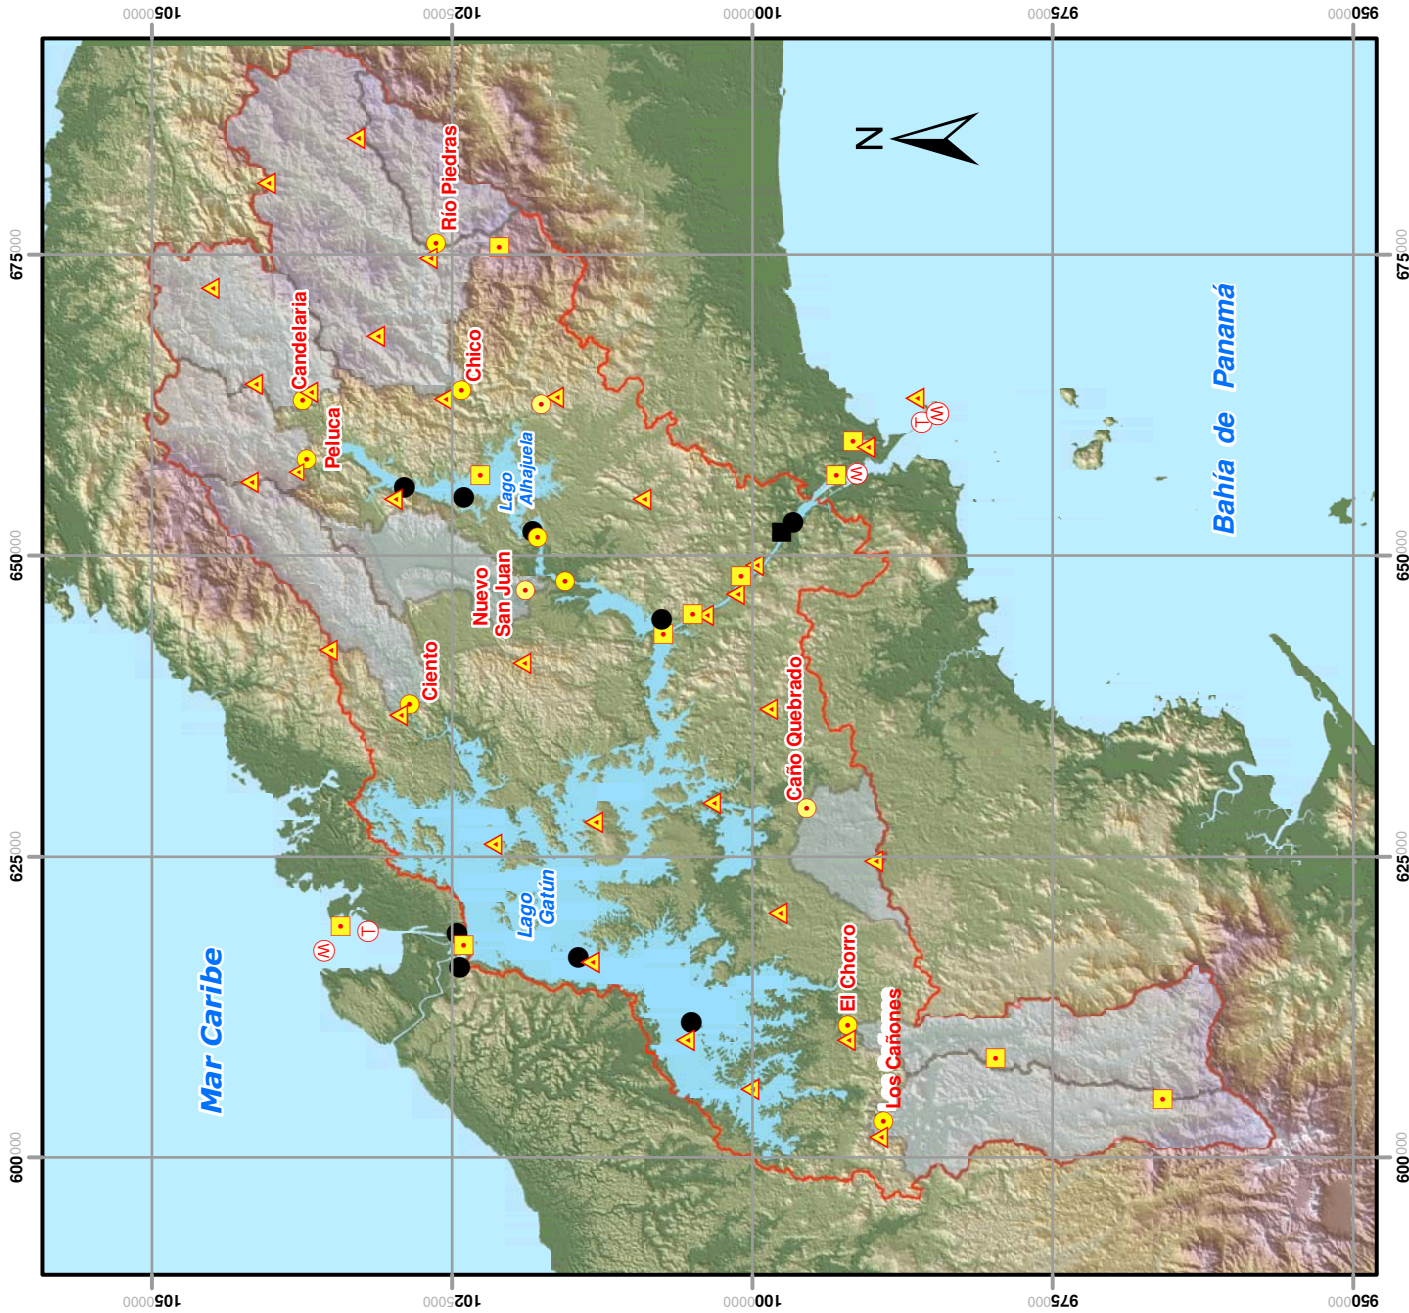 1050000
1025000
1000000
975000
950000
Mar Caribe
Bahía de Panamá
Lago
Gatún
Lago
Alhajuela
Río Piedras
Candelaria
Chico
Peluca
Nuevo
San Juan
Ciento
Caño Quebrado
El Chorro
Los Cañones
N
W
T
W
T
W
675000
650000
625000
600000
675000
650000
625000
600000
1050000
1025000
1000000
975000
950000